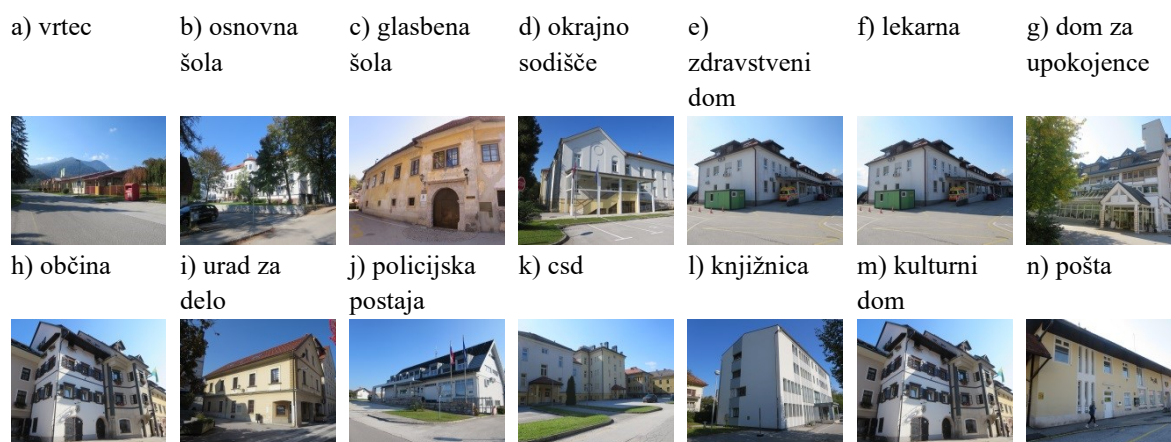 a) vrtec
b) osnovna
šola
c) glasbena
šola
d) okrajno
sodišče
e)
zdravstveni
dom
f) lekarna
g) dom za
upokojence
h) občina
i) urad za
delo
j) policijska
postaja
k) csd
l) knjižnica
m) kulturni
dom
n) pošta